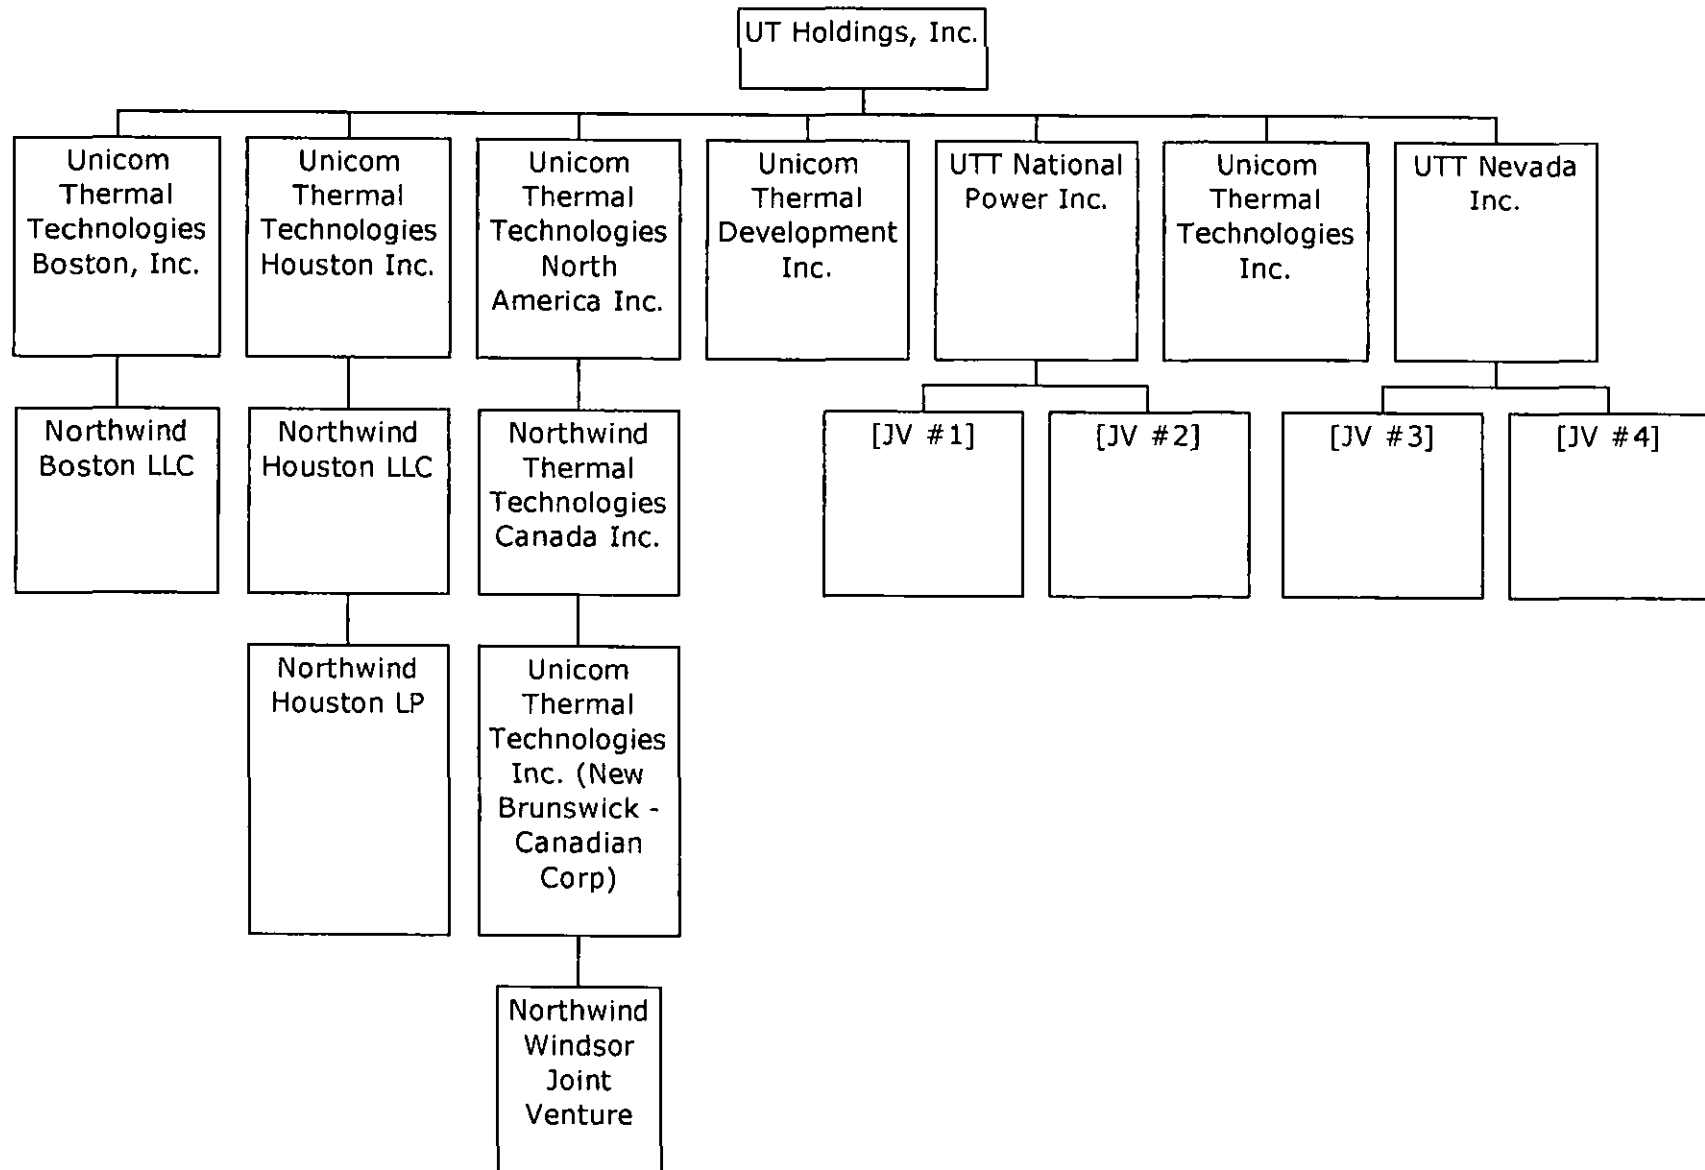 UT Holdings, Inc.
Unicom
Thermal
Technologies
Boston, Inc.
Unicom
Thermal
Technologies
Houston Inc.
Unicom
Thermal
Technologies
North
America Inc.
Unicom
Thermal
Development
Inc.
UTT National
Power Inc.
Unicom
Thermal
Technologies
Inc.
UTT Nevada
Inc.
Northwind
Boston LLC
Northwind
Houston LLC
Northwind
Thermal
Technologies
Canada Inc.
[JV #1]
[JV #2]
[JV #3]
[JV #4]
Northwind
Houston LP
Unicom
Thermal
Technologies
Inc. (New
Brunswick -
Canadian
Corp)
Northwind
Windsor
Joint
Venture